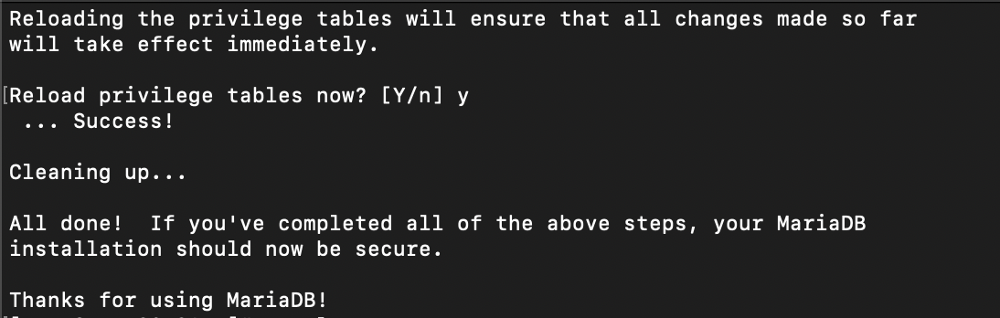 Reloading the privilege tables will ensure that all changes made so far
will take effect immediately.
[Reload privilege tables now? [Y/n] y
 ... Success!
Cleaning up...
All done!  If you've completed all of the above steps, your MariaDB
installation should now be secure.
Thanks for using MariaDB!